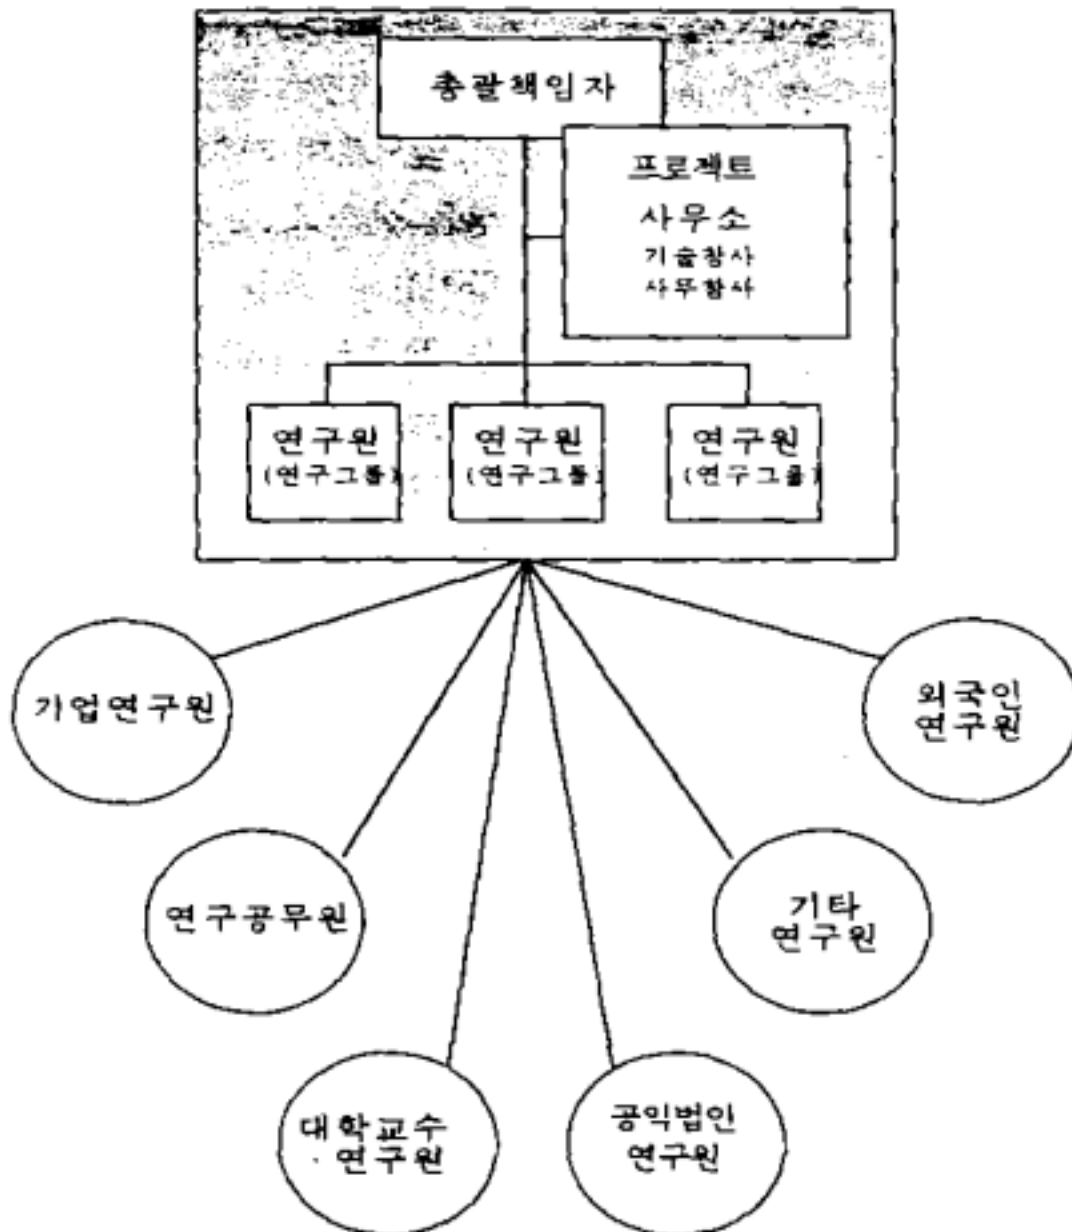 총괄책임자
프로젝트
사무소
기술참사
사무참사
연구원
(연구그룹)
연구원
(연구그룹)
연구원
(연구그룹)
기업연구원
외국인
연구원
연구공무원
기타
연구원
대학교수
연구원
공익법인
연구원